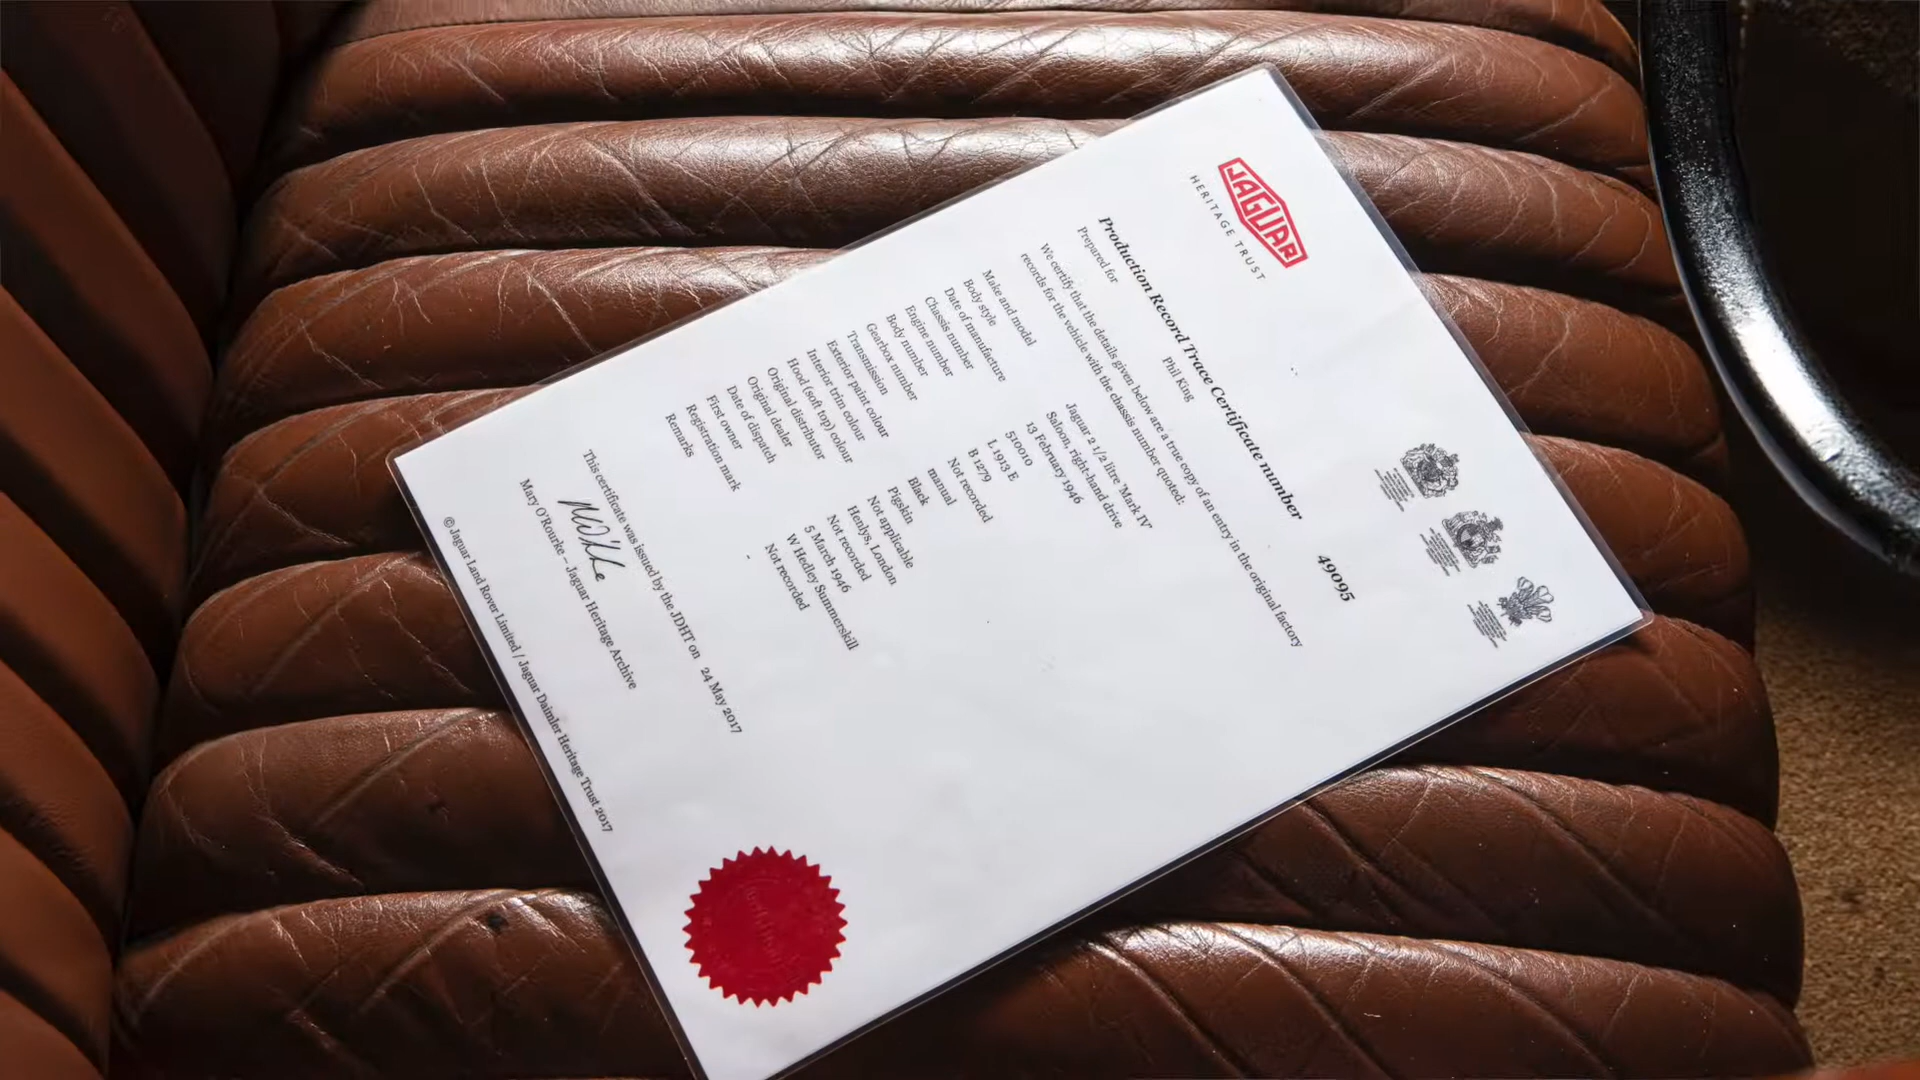 JAGUAR
HERITAGE TRUST
Production Record Trace Certificate number 49095
Prepared for Phil King
We certify that the details given below are a true copy of an entry in the original factory
records for the vehicle with the chassis number quoted:
Make and model Jaguar 2 1/2 litre 'Mark IV'
Body style Saloon, right-hand drive
Date of manufacture 13 February 1946
Chassis number 510010
Engine number L 1913 E
Body number B 1279
Gearbox number Not recorded
Transmission manual
Exterior paint colour Black
Interior trim colour Pigskin
Hood (soft top) colour Not applicable
Original distributor Henlys, London
Original dealer Not recorded
Date of dispatch 5 March 1946
First owner W Hedley Summerskill
Registration mark Not recorded
Remarks
This certificate was issued by the JDHT on 24 May 2017
Mary O'Rourke – Jaguar Heritage Archive
© Jaguar Land Rover Limited / Jaguar Daimler Heritage Trust 2017